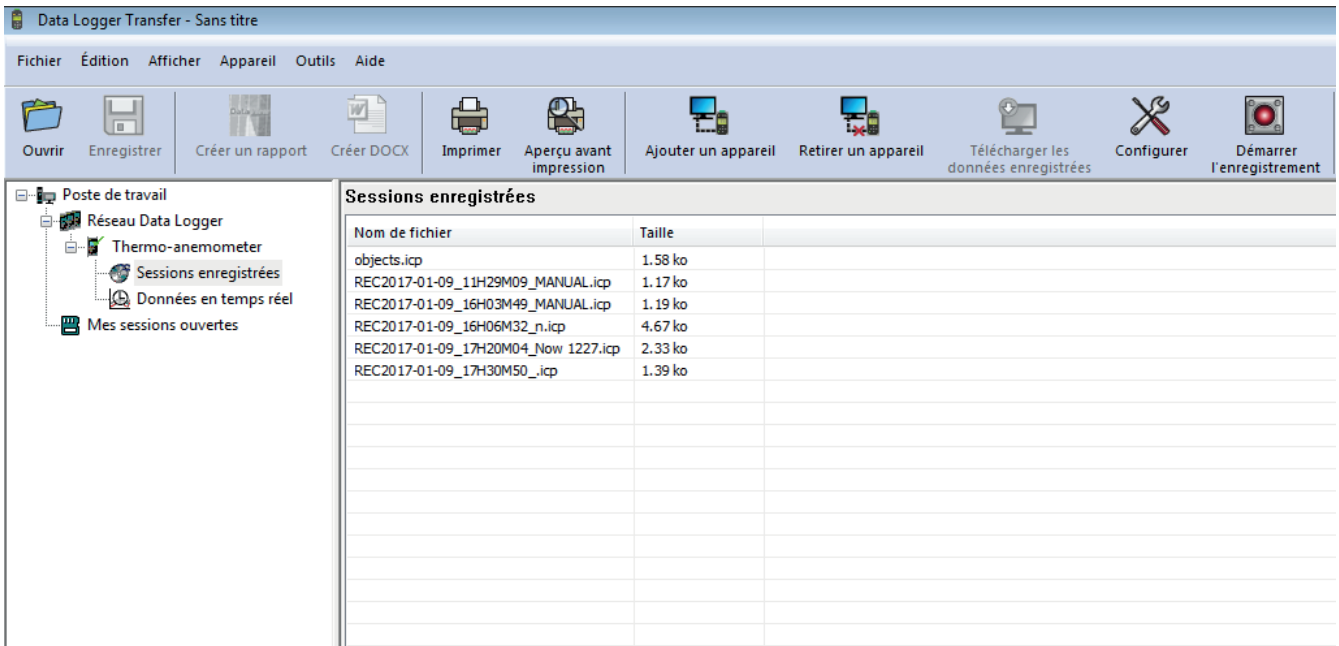 Data Logger Transfer - Sans titre
Fichier Édition Afficher Appareil Outils Aide
Ouvrir Enregistrer Créer un rapport Créer DOCX Imprimer Aperçu avant impression Ajouter un appareil Retirer un appareil Télécharger les données enregistrées Configurer Démarrer l'enregistrement
Poste de travail
Réseau Data Logger
Thermo-anemometer
Sessions enregistrées
Données en temps réel
Mes sessions ouvertes
Sessions enregistrées
Nom de fichier Taille
objects.icp 1.58 ko
REC2017-01-09_11H29M09_MANUAL.icp 1.17 ko
REC2017-01-09_16H03M49_MANUAL.icp 1.19 ko
REC2017-01-09_16H06M32_n.icp 4.67 ko
REC2017-01-09_17H20M04_Now 1227.icp 2.33 ko
REC2017-01-09_17H30M50_.icp 1.39 ko